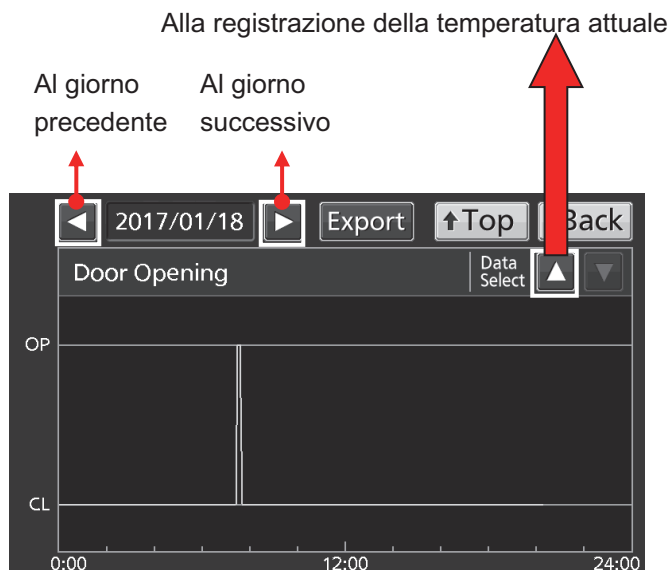 Alla registrazione della temperatura attuale
Al giorno
precedente
Al giorno
successivo
2017/01/18
Export
Top
Back
Door Opening
Data
Select
OP
CL
0:00
12:00
24:00